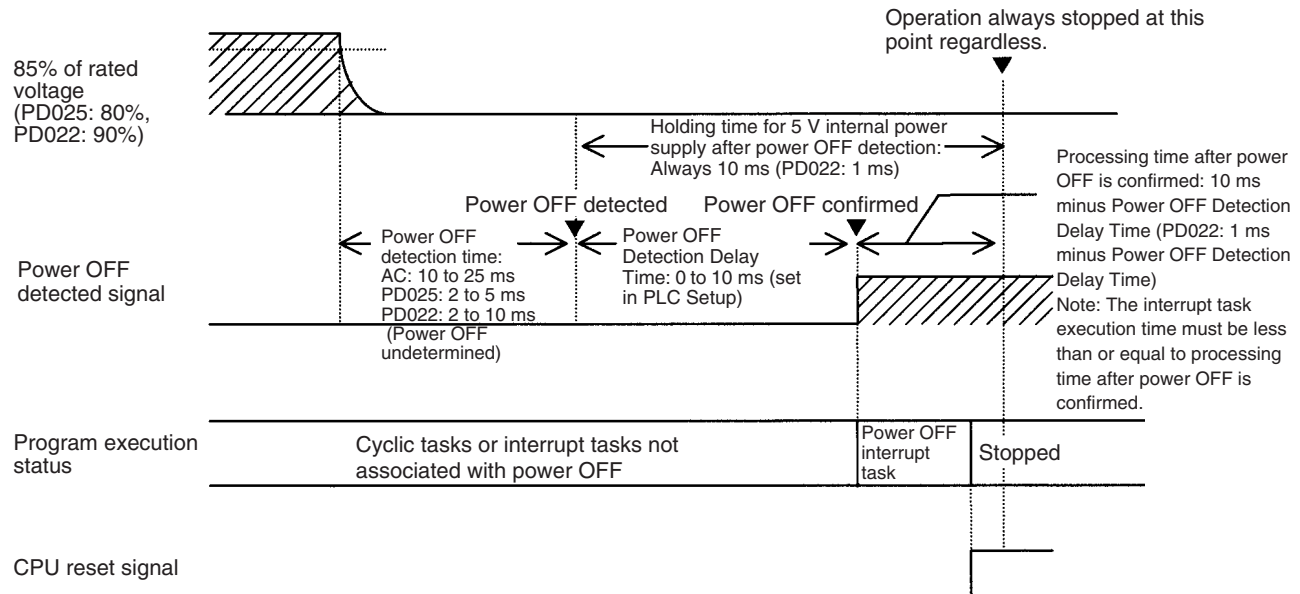 Operation always stopped at this
point regardless.
85% of rated
voltage
(PD025: 80%,
PD022: 90%)
Holding time for 5 V internal power
supply after power OFF detection:
Always 10 ms (PD022: 1 ms)
Processing time after power
OFF is confirmed: 10 ms
minus Power OFF Detection
Delay Time (PD022: 1 ms
minus Power OFF Detection
Delay Time)
Note: The interrupt task
execution time must be less
than or equal to processing
time after power OFF is
confirmed.
Power OFF detected
Power OFF confirmed
Power OFF
detection time:
AC: 10 to 25 ms
PD025: 2 to 5 ms
PD022: 2 to 10 ms
(Power OFF
undetermined)
Power OFF
Detection Delay
Time: 0 to 10 ms (set
in PLC Setup)
Power OFF
detected signal
Program execution
status
Cyclic tasks or interrupt tasks not
associated with power OFF
Power OFF
interrupt
task
Stopped
CPU reset signal